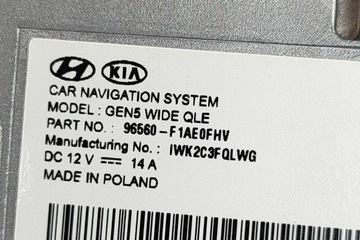 KIA
CAR NAVIGATION SYSTEM
MODEL : GEN5 WIDE QLE
PART NO. : 96560-F1AE0FHV
Manufacturing No. : IWK2C3FQLWG
DC 12 V ⎓ 14 A
MADE IN POLAND